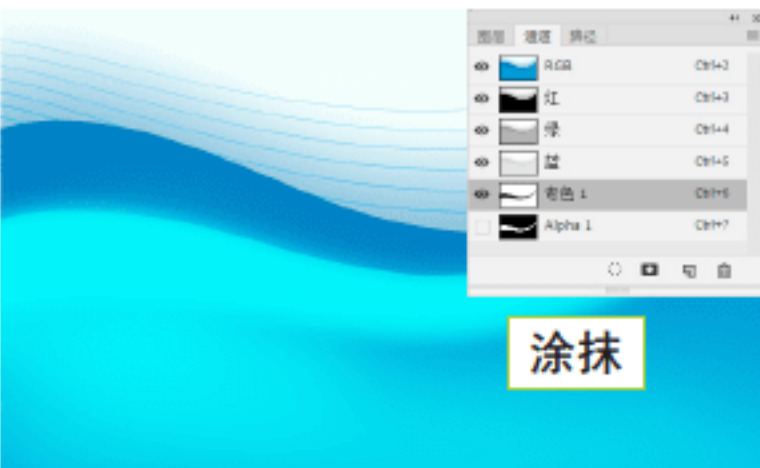 图层 通道 路径
RGB Ctrl+2
红 Ctrl+3
绿 Ctrl+4
蓝 Ctrl+5
专色 1 Ctrl+6
Alpha 1 Ctrl+7
涂抹